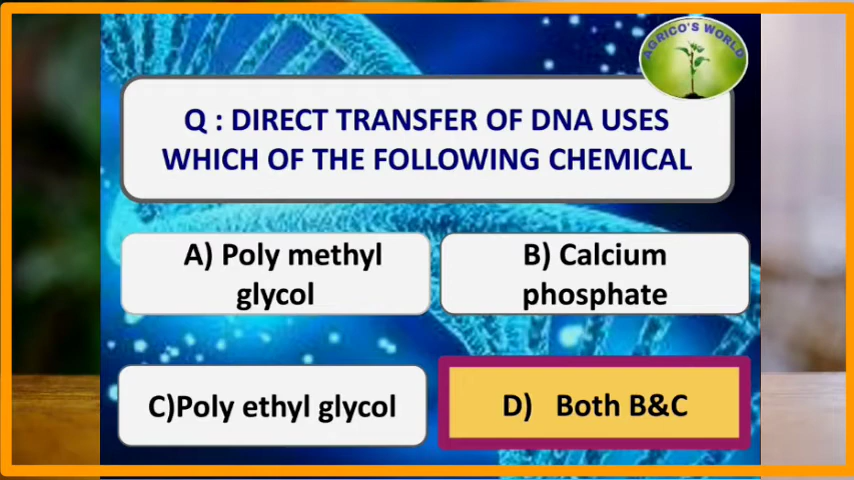 AGRICO'S WORLD
Q : DIRECT TRANSFER OF DNA USES
WHICH OF THE FOLLOWING CHEMICAL
A) Poly methyl
glycol
B) Calcium
phosphate
C)Poly ethyl glycol
D) Both B&C